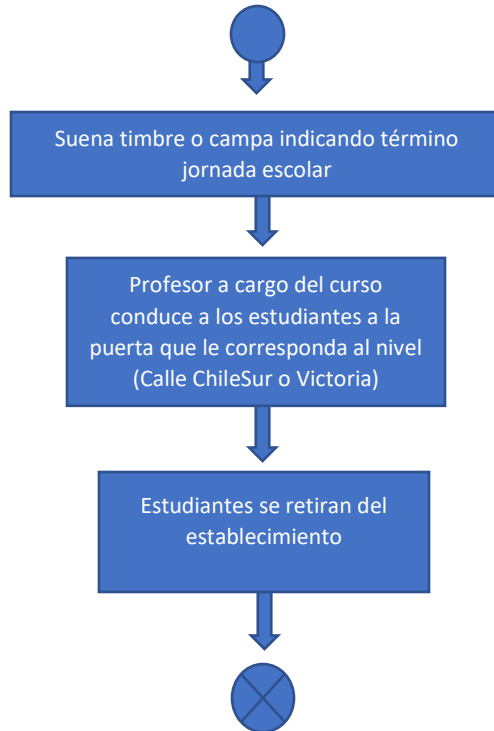 Suena timbre o campa indicando término
jornada escolar
Profesor a cargo del curso
conduce a los estudiantes a la
puerta que le corresponda al nivel
(Calle ChileSur o Victoria)
Estudiantes se retiran del
establecimiento